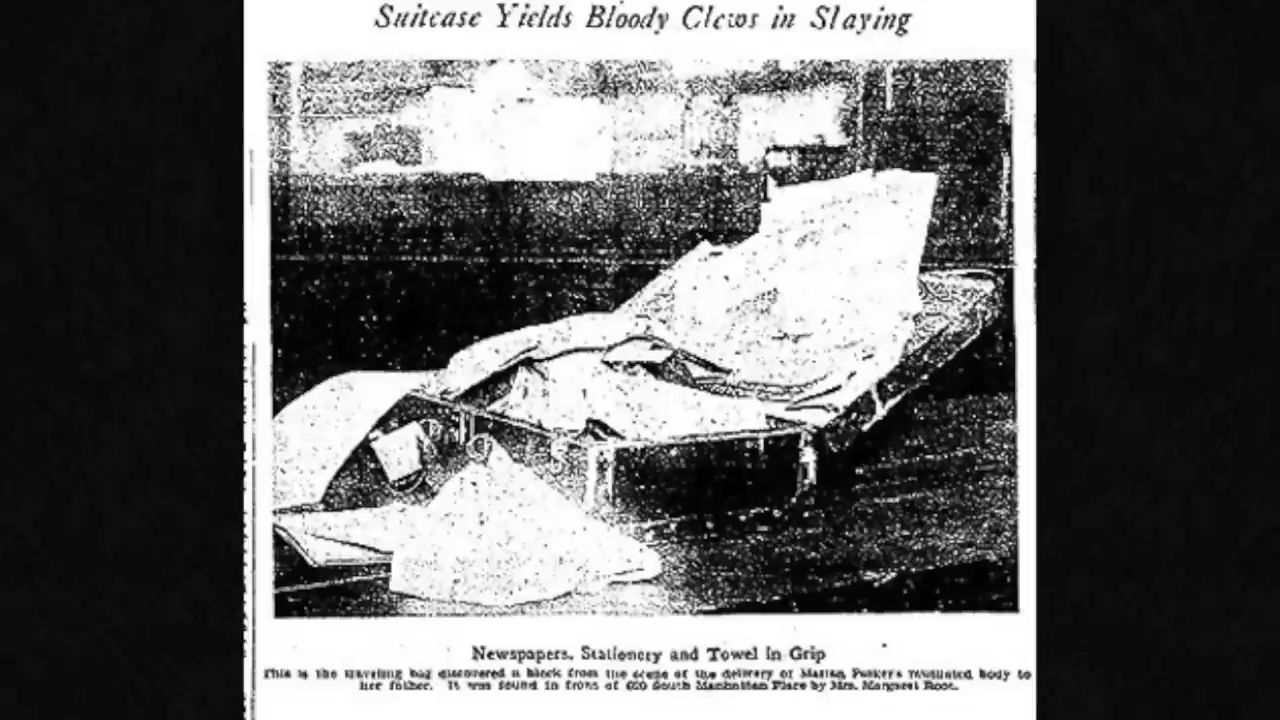 Suitcase Yields Bloody Clews in Slaying
Newspapers, Stationery and Towel in Grip
This is the traveling bag discovered a block from the scene of the delivery of Marian Parker's mutilated body to
her father. It was found in front of 620 South Manhattan Place by Mrs. Margaret Root.